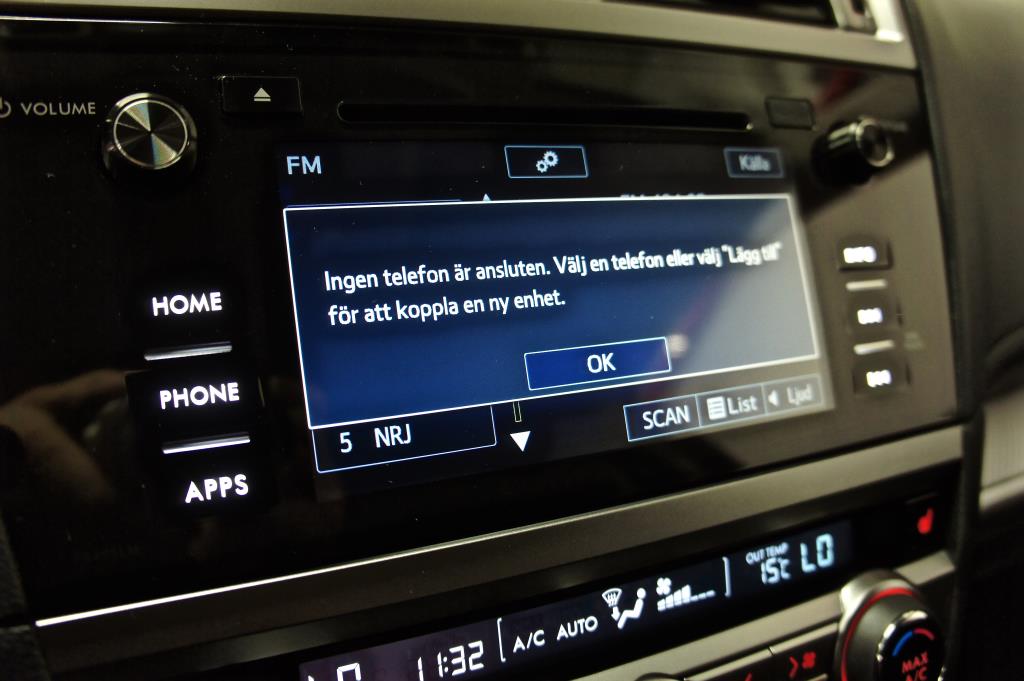 VOLUME
FM
Källa
Ingen telefon är ansluten. Välj en telefon eller välj "Lägg till"
för att koppla en ny enhet.
OK
HOME
PHONE
APPS
5 NRJ
SCAN
List
Ljud
11:32
A/C AUTO
OUT TEMP
15°C
LO
MAX
A/C